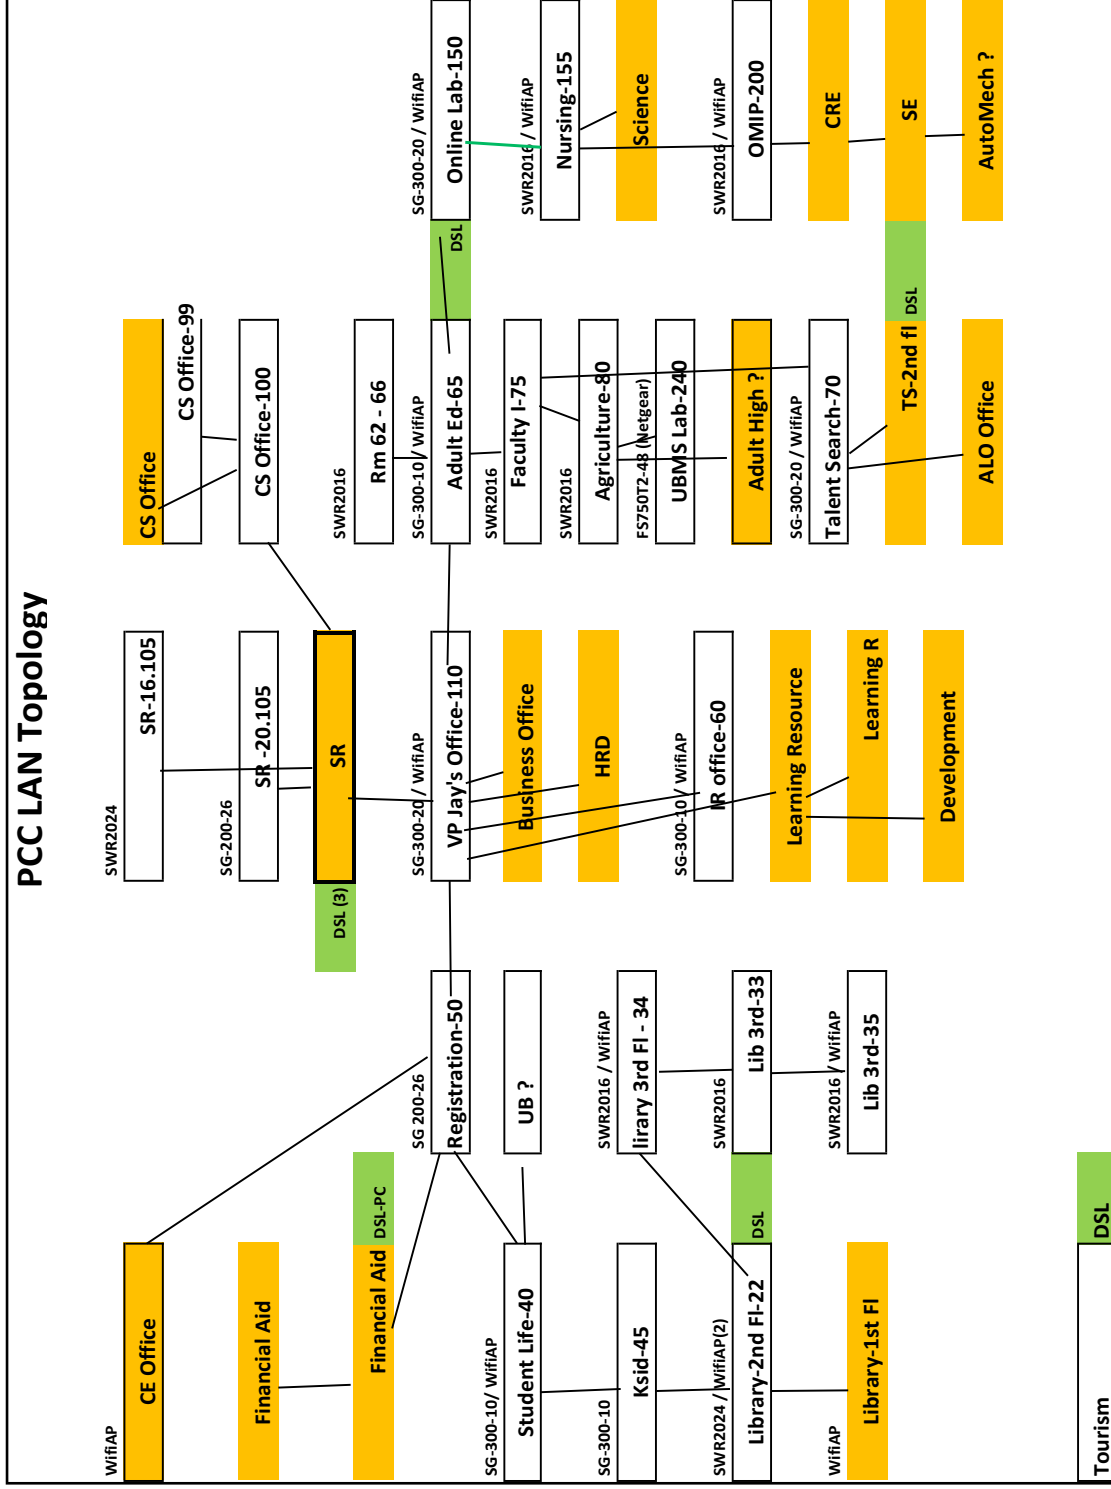 PCC LAN Topology
WifiAP
CE Office
Financial Aid
Financial Aid
DSL-PC
SG-300-10/ WifiAP
Student Life-40
SG-300-10
Ksid-45
SWR2024 / WifiAP(2)
Library-2nd Fl-22
DSL
WifiAP
Library-1st Fl
Tourism
DSL
SG 200-26
Registration-50
UB ?
SWR2016 / WifiAP
lirary 3rd Fl - 34
SWR2016
Lib 3rd-33
SWR2016 / WifiAP
Lib 3rd-35
SWR2024
SR-16.105
SG-200-26
SR -20.105
DSL (3)
SR
SG-300-20 / WifiAP
VP Jay's Office-110
Business Office
HRD
SG-300-10 / WifiAP
IR office-60
Learning Resource
Learning R
Development
CS Office
CS Office-99
CS Office-100
SWR2016
Rm 62 - 66
SG-300-10 / WifiAP
Adult Ed-65
DSL
SWR2016
Faculty I-75
SWR2016
Agriculture-80
FS750T2-48 (Netgear)
UBMS Lab-240
Adult High ?
SG-300-20 / WifiAP
Talent Search-70
TS-2nd fl
DSL
ALO Office
SG-300-20 / WifiAP
Online Lab-150
SWR2016 / WifiAP
Nursing-155
Science
SWR2016 / WifiAP
OMIP-200
CRE
SE
AutoMech ?